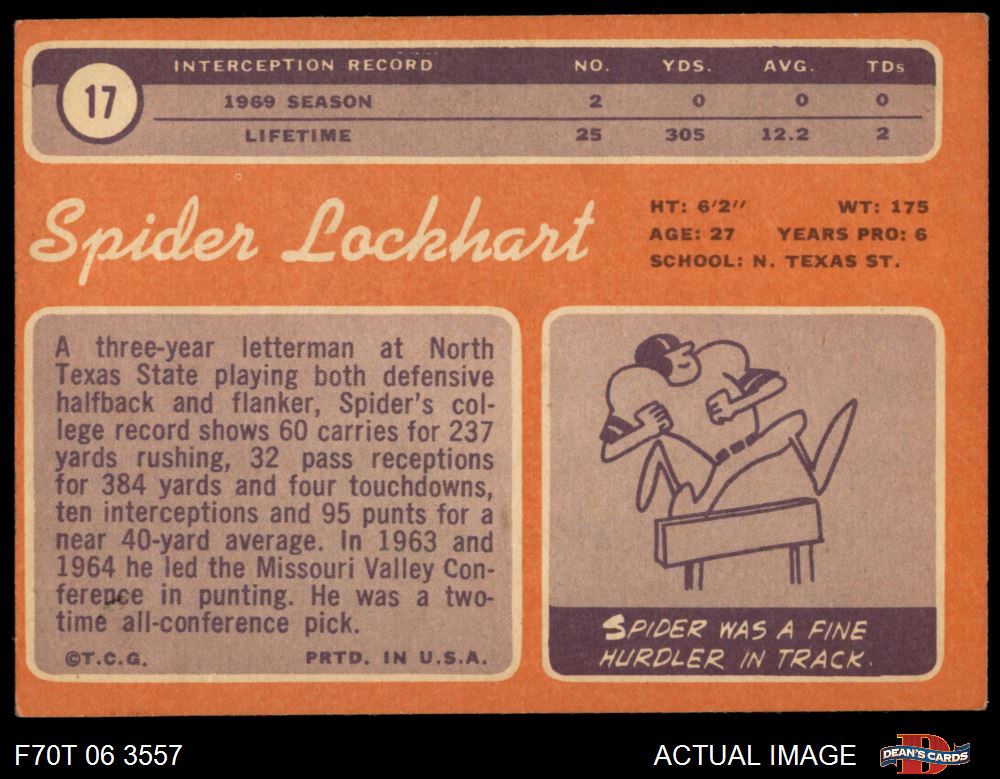 17
INTERCEPTION RECORD NO. YDS. AVG. TDs
1969 SEASON 2 0 0 0
LIFETIME 25 305 12.2 2
Spider Lockhart
HT: 6'2'' WT: 175
AGE: 27 YEARS PRO: 6
SCHOOL: N. TEXAS ST.
A three-year letterman at North
Texas State playing both defensive
halfback and flanker, Spider's col-
lege record shows 60 carries for 237
yards rushing, 32 pass receptions
for 384 yards and four touchdowns,
ten interceptions and 95 punts for a
near 40-yard average. In 1963 and
1964 he led the Missouri Valley Con-
ference in punting. He was a two-
time all-conference pick.
©T.C.G. PRTD. IN U.S.A.
SPIDER WAS A FINE
HURDLER IN TRACK.
F70T 06 3557
ACTUAL IMAGE
D
DEAN'S CARDS